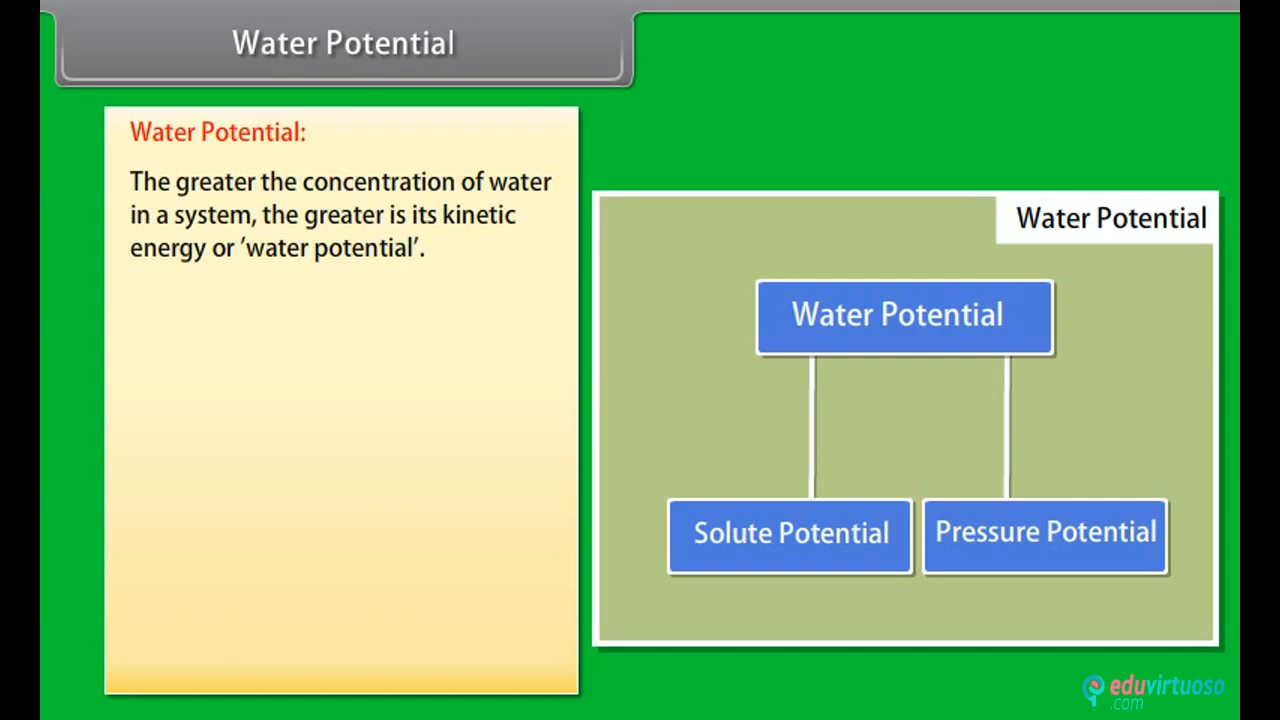 Water Potential
Water Potential:
The greater the concentration of water
in a system, the greater is its kinetic
energy or ’water potential’.
Water Potential
Water Potential
Solute Potential
Pressure Potential
eduvirtuoso
.com